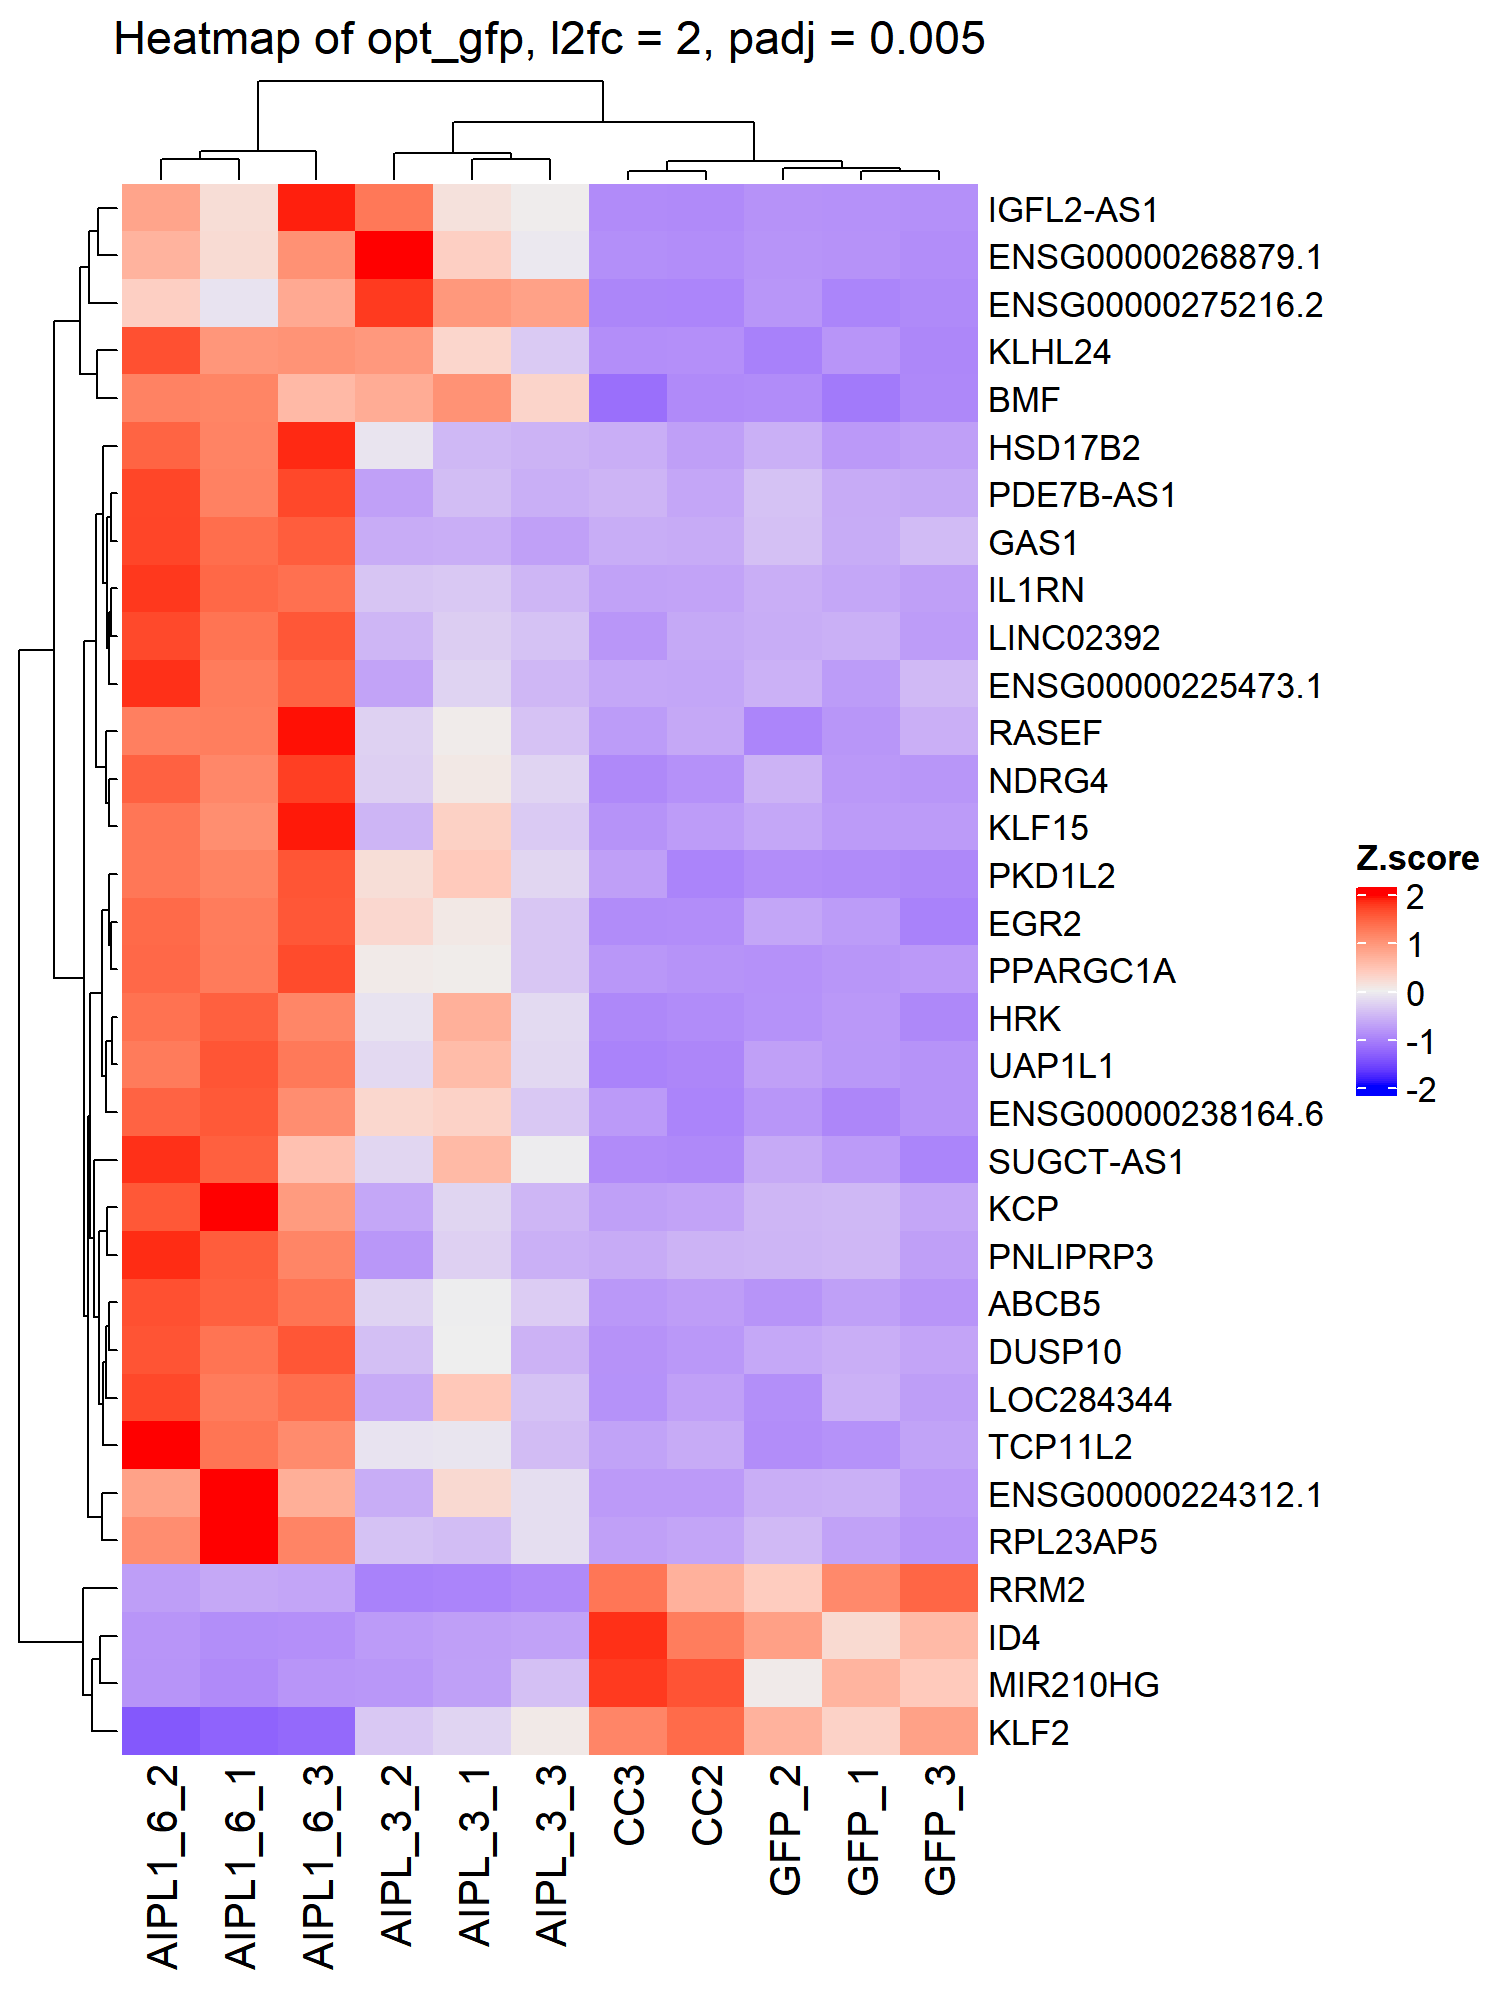 Heatmap of opt_gfp, l2fc = 2, padj = 0.005
IGFL2-AS1
ENSG00000268879.1
ENSG00000275216.2
KLHL24
BMF
HSD17B2
PDE7B-AS1
GAS1
IL1RN
LINC02392
ENSG00000225473.1
RASEF
NDRG4
KLF15
PKD1L2
EGR2
PPARGC1A
HRK
UAP1L1
ENSG00000238164.6
SUGCT-AS1
KCP
PNLIPRP3
ABCB5
DUSP10
LOC284344
TCP11L2
ENSG00000224312.1
RPL23AP5
RRM2
ID4
MIR210HG
KLF2
AIPL1_6_2
AIPL1_6_1
AIPL1_6_3
AIPL_3_2
AIPL_3_1
AIPL_3_3
CC3
CC2
GFP_2
GFP_1
GFP_3
Z.score
2
1
0
-1
-2